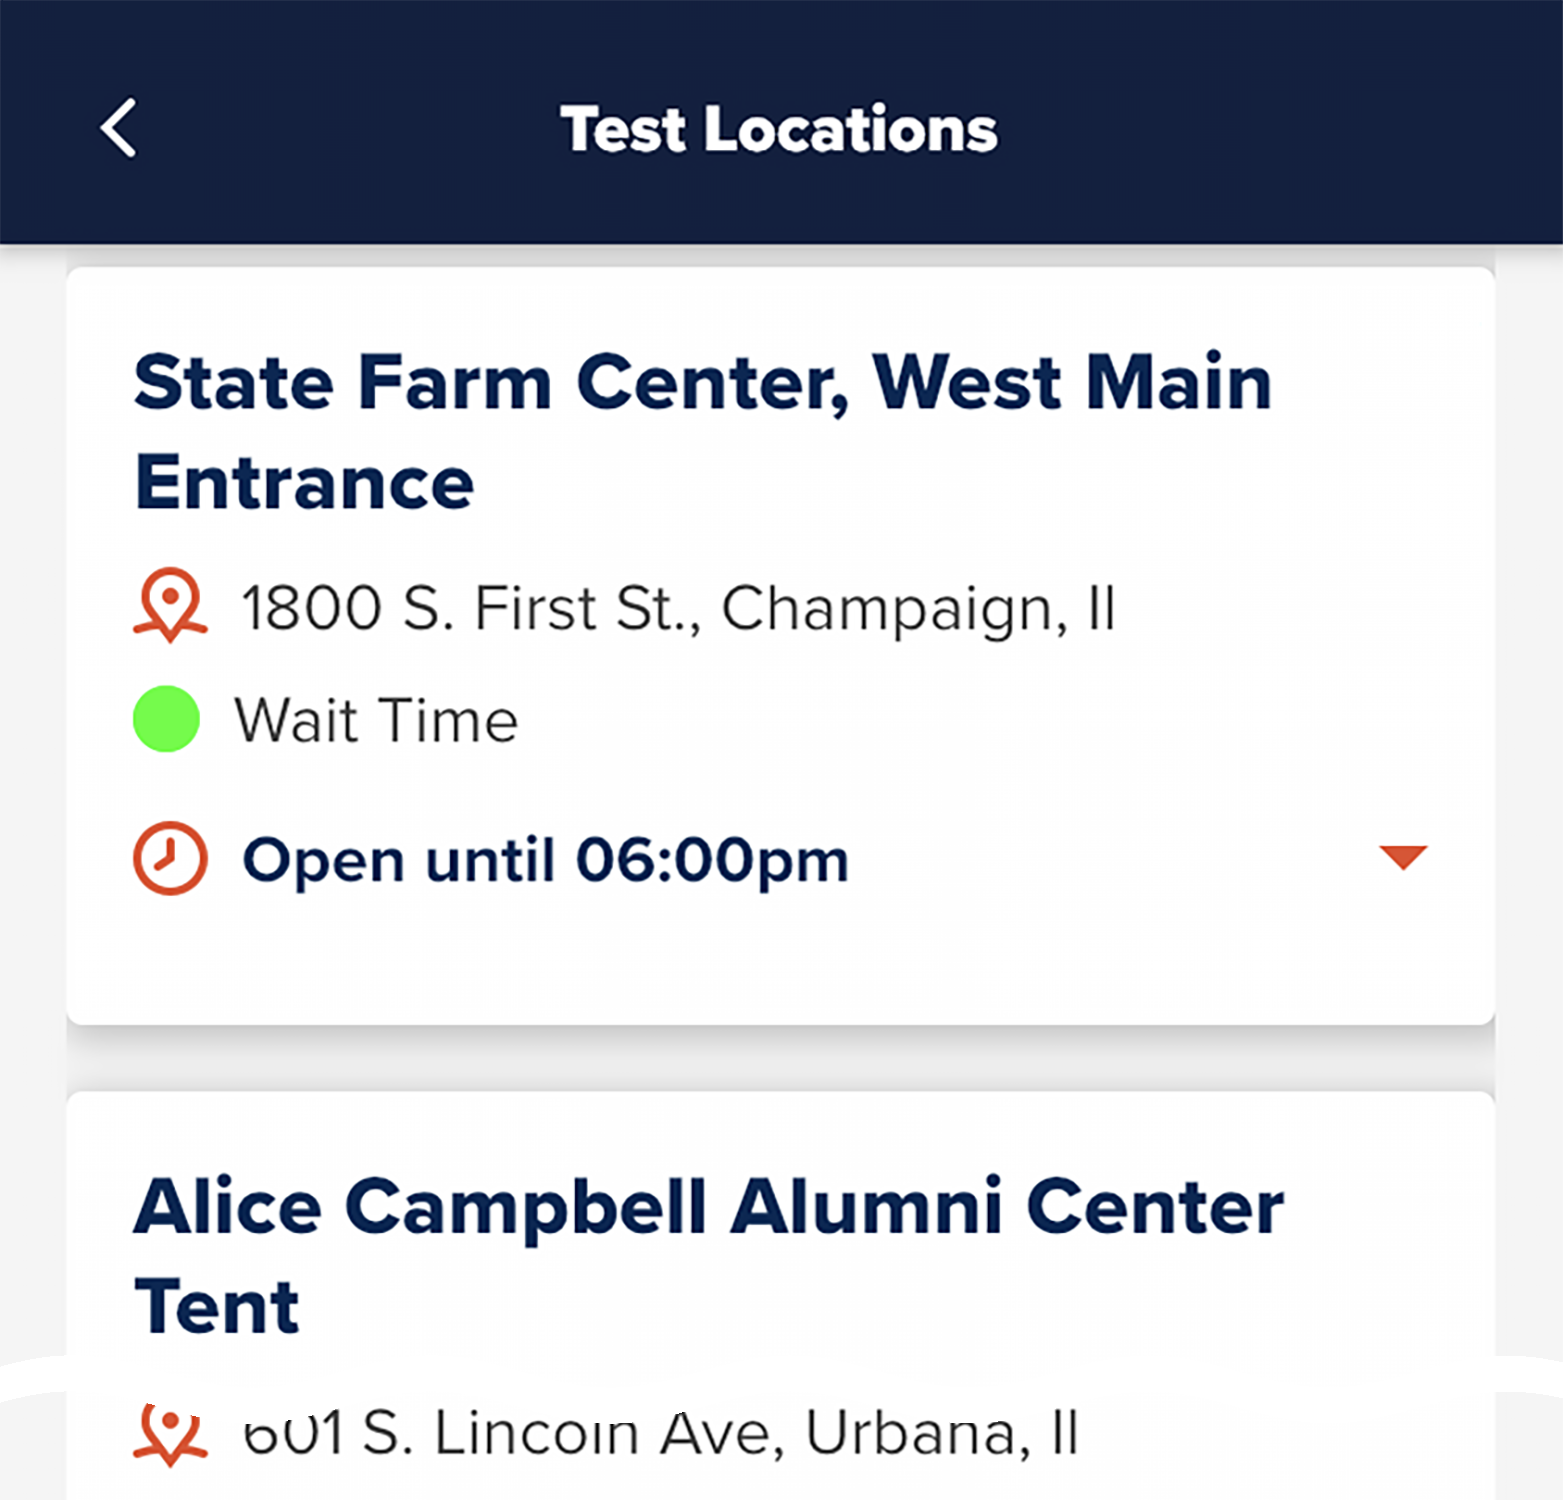 Test Locations
State Farm Center, West Main
Entrance
1800 S. First St., Champaign, Il
Wait Time
Open until 06:00pm
Alice Campbell Alumni Center
Tent
601 S. Lincoln Ave, Urbana, Il